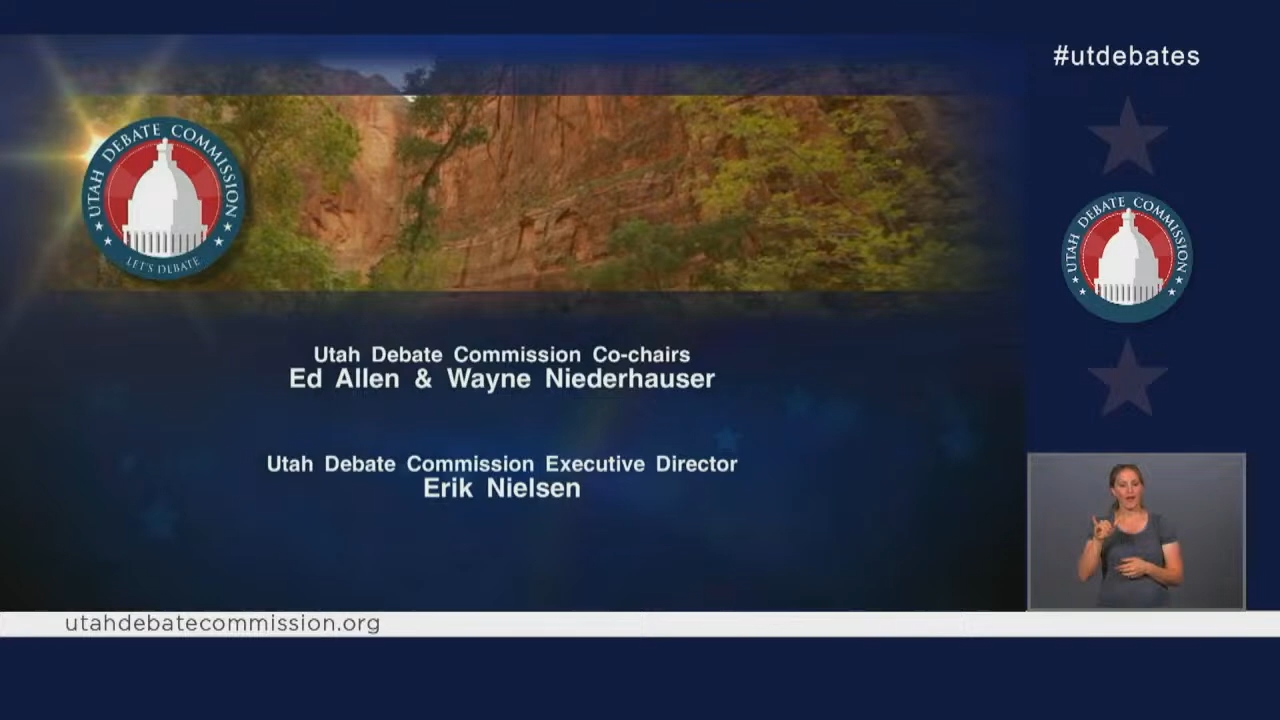 #utdebates
UTAH DEBATE COMMISSION
LET'S DEBATE
UTAH DEBATE COMMISSION
Utah Debate Commission Co-chairs
Ed Allen & Wayne Niederhauser
Utah Debate Commission Executive Director
Erik Nielsen
utahdebatecommission.org